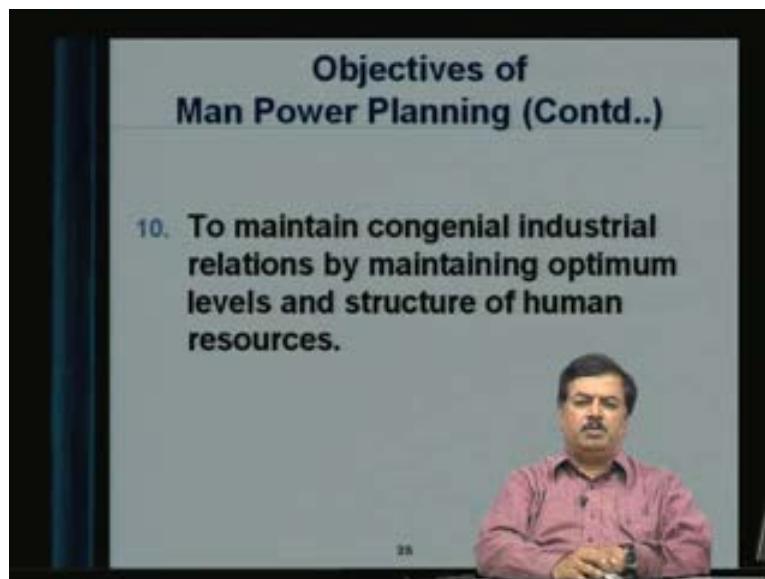 Objectives of
Man Power Planning (Contd..)
10. To maintain congenial industrial
relations by maintaining optimum
levels and structure of human
resources.